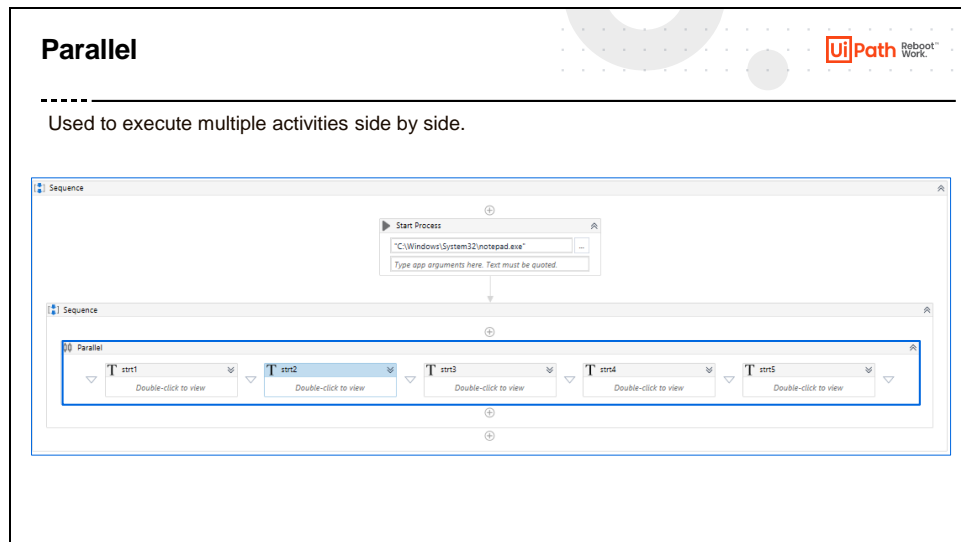 Parallel
UiPath Reboot™ Work.
Used to execute multiple activities side by side.
Sequence
Start Process
"C:\Windows\System32\notepad.exe" ...
Type app arguments here. Text must be quoted.
Sequence
Parallel
T strt1 T strt2 T strt3 T strt4 T strt5
Double-click to view Double-click to view Double-click to view Double-click to view Double-click to view